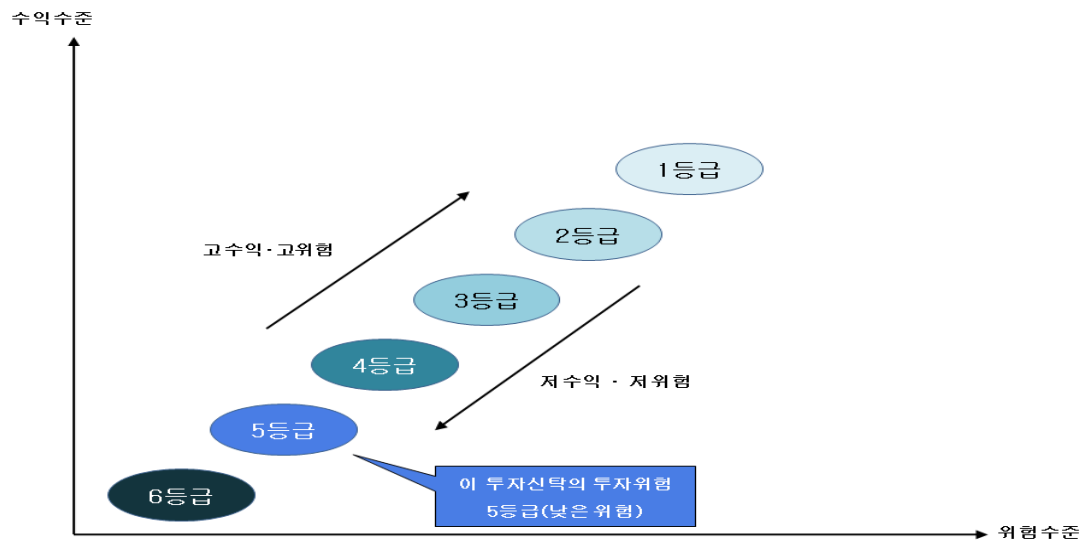 수익수준
1등급
2등급
고수익·고위험
3등급
4등급
저수익 · 저위험
5등급
이 투자신탁의 투자위험
5등급(낮은 위험)
6등급
위험수준